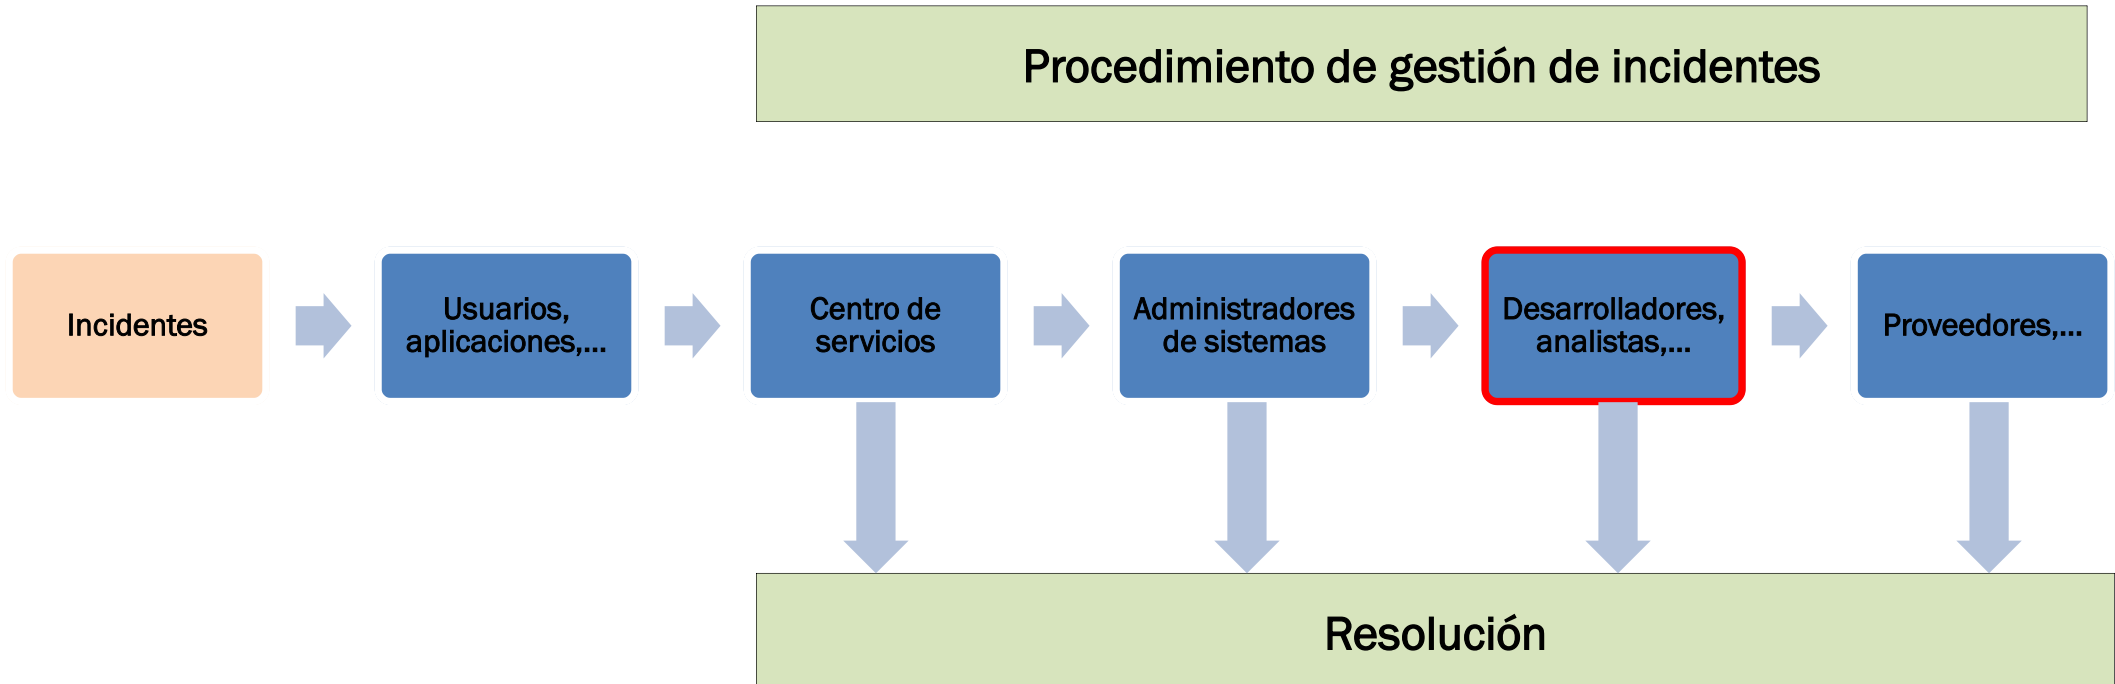 Procedimiento de gestión de incidentes
Incidentes
Usuarios,
aplicaciones,...
Centro de
servicios
Administradores
de sistemas
Desarrolladores,
analistas,...
Proveedores,...
Resolución